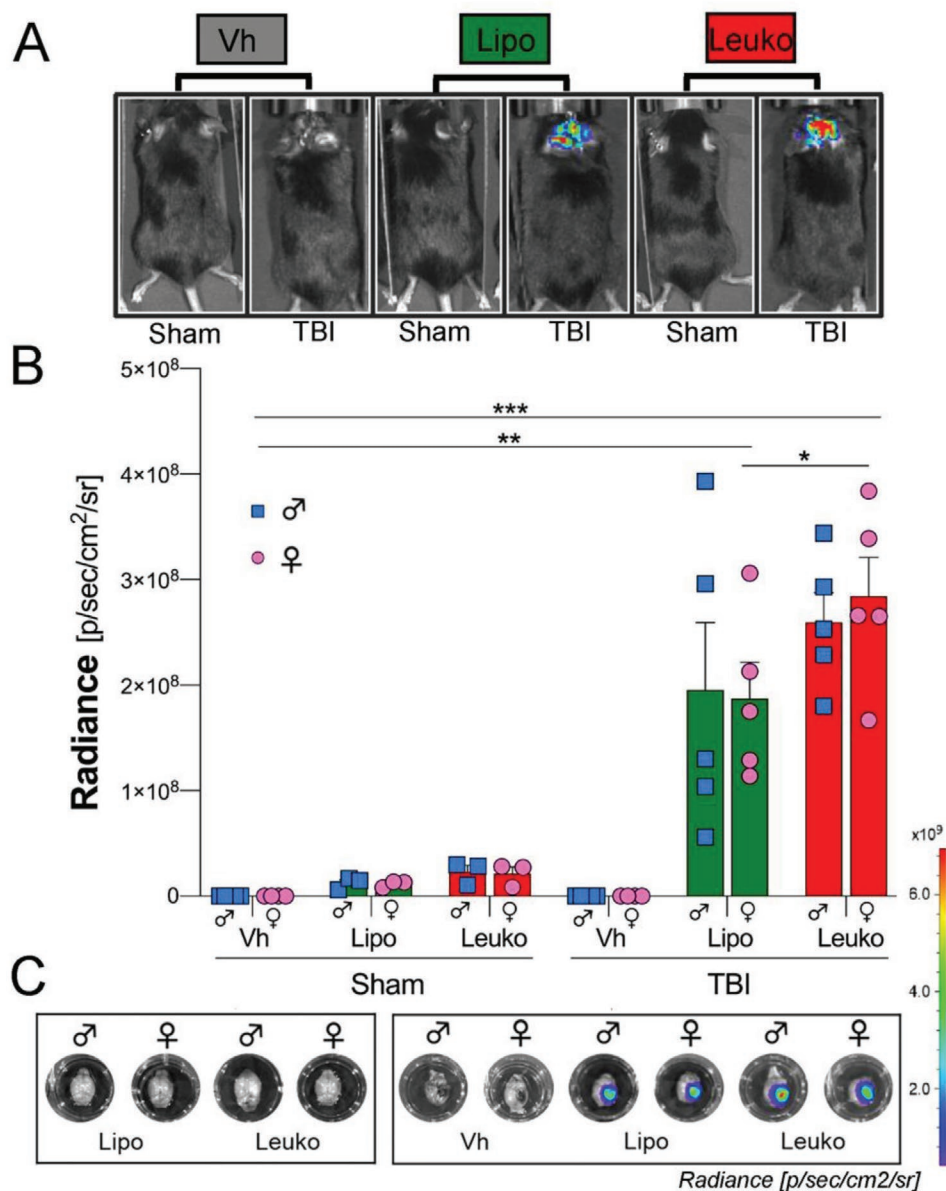 A
Vh Lipo Leuko
Sham TBI Sham TBI Sham TBI
B
Radiance [p/sec/cm²/sr]
5×10⁸
4×10⁸
3×10⁸
2×10⁸
1×10⁸
0
***
**
*
♂
♀
♂ ♀ ♂ ♀ ♂ ♀ ♂ ♀ ♂ ♀ ♂ ♀
Vh Lipo Leuko Vh Lipo Leuko
Sham TBI
x10⁹
6.0
4.0
2.0
C
♂ ♀ ♂ ♀ ♂ ♀ ♂ ♀ ♂ ♀
Lipo Leuko Vh Lipo Leuko
Radiance [p/sec/cm2/sr]